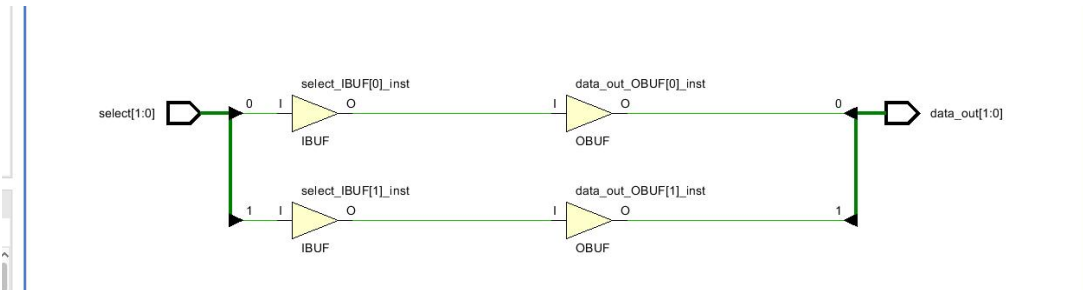 select_IBUF[0]_inst
data_out_OBUF[0]_inst
select[1:0]
0
I
O
I
O
0
data_out[1:0]
IBUF
OBUF
select_IBUF[1]_inst
data_out_OBUF[1]_inst
1
I
O
I
O
1
IBUF
OBUF